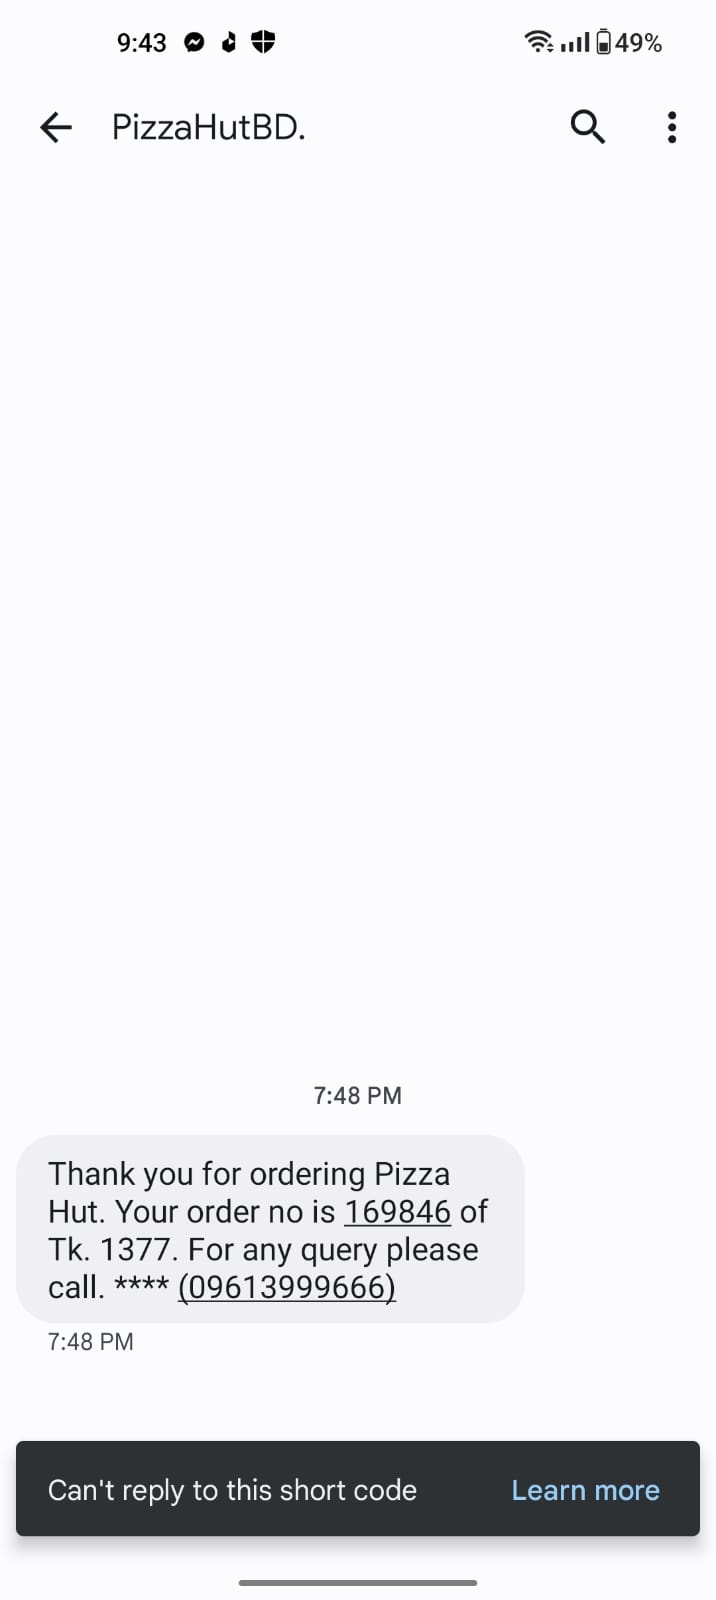 9:43
49%
PizzaHutBD.
7:48 PM
Thank you for ordering Pizza
Hut. Your order no is 169846 of
Tk. 1377. For any query please
call. **** (09613999666)
7:48 PM
Can't reply to this short code
Learn more